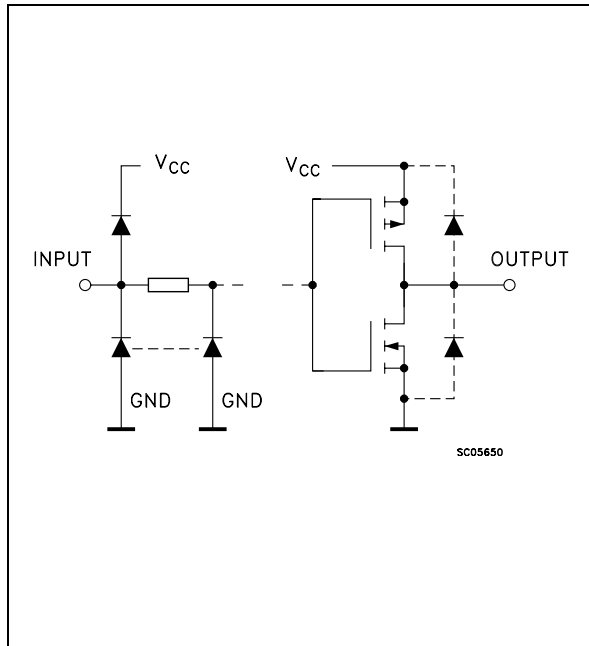 VCC
VCC
INPUT
OUTPUT
GND
GND
SC05650